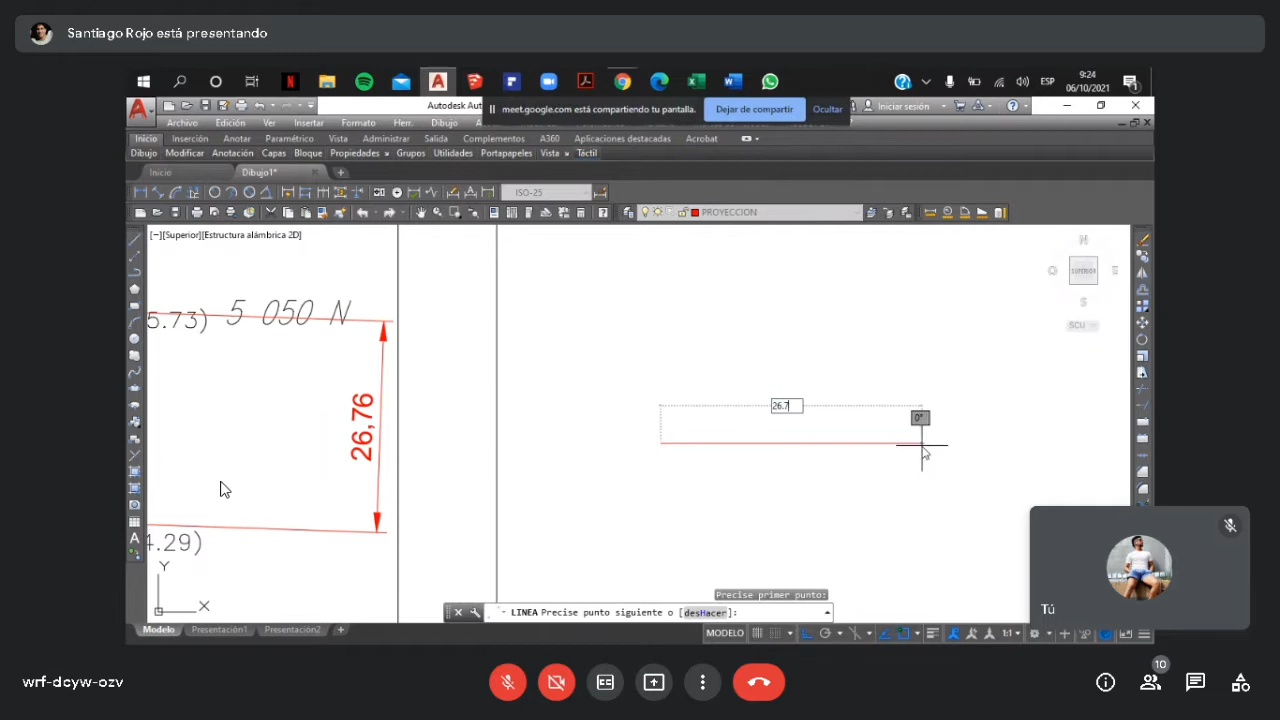 Santiago Rojo está presentando
ESP
9:24
06/10/2021
Autodesk Aut
meet.google.com está compartiendo tu pantalla.
Dejar de compartir
Ocultar
Iniciar sesión
Archivo Edición Ver Insertar Formato Herr. Dibujo
Inicio Inserción Anotar Paramétrico Vista Administrar Salida Complementos A360 Aplicaciones destacadas Acrobat
Dibujo Modificar Anotación Capas Bloque Propiedades Grupos Utilidades Portapapeles Vista Táctil
Inicio
Dibujo1*
ISO-25
PROYECCION
[−][Superior][Estructura alámbrica 2D]
N
O SUPERIOR E
S
SCU
5.73) 5 050 N
26,76
26.7
0°
4.29)
Y
X
Precise primer punto:
LINEA Precise punto siguiente o [desHacer]:
Modelo Presentación1 Presentación2 +
MODELO
1:1
Tú
wrf-dcyw-ozv
10